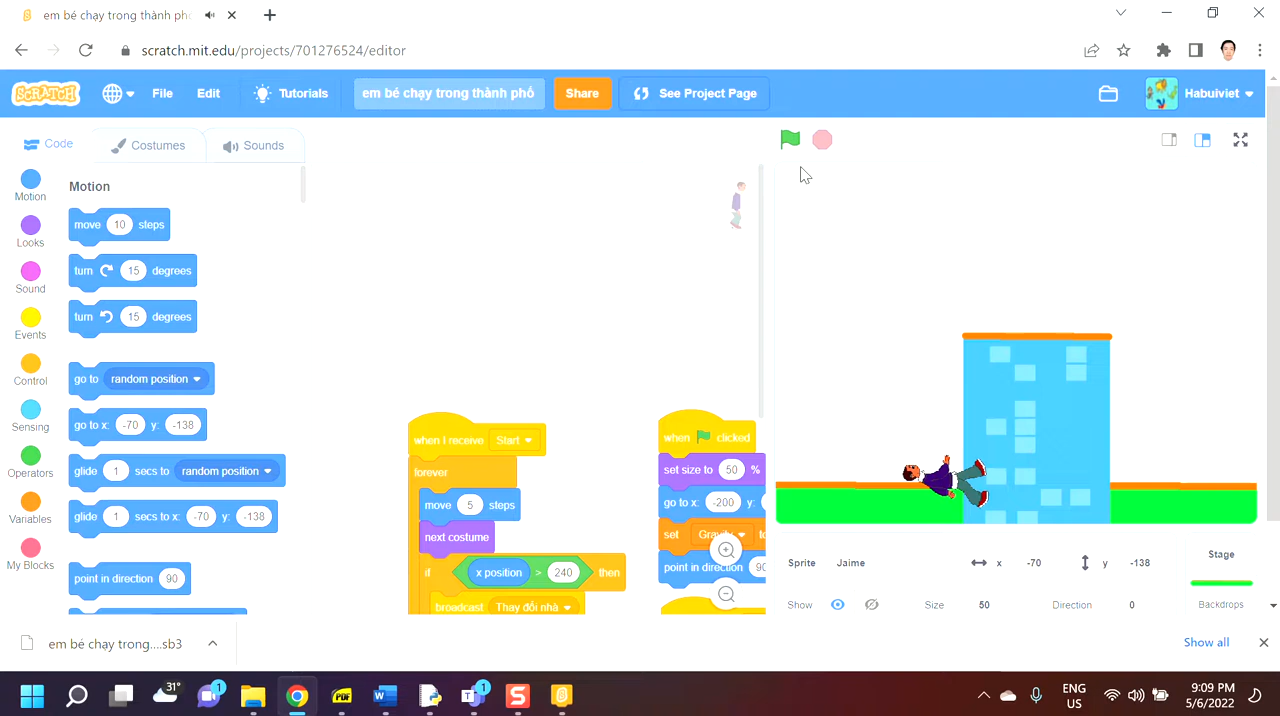 em bé chạy trong thành phố
scratch.mit.edu/projects/701276524/editor
SCRATCH
File
Edit
Tutorials
em bé chạy trong thành phố
Share
See Project Page
Habuiviet
Code
Costumes
Sounds
Motion
Looks
Sound
Events
Control
Sensing
Operators
Variables
My Blocks
Motion
move 10 steps
turn 15 degrees
turn 15 degrees
go to random position
go to x: -70 y: -138
glide 1 secs to random position
glide 1 secs to x: -70 y: -138
point in direction 90
when I receive Start
forever
move 5 steps
next costume
if x position > 240 then
broadcast Thay đổi nhà
when clicked
set size to 50 %
go to x: -200 y:
set
point in direction 90
Sprite Jaime x -70 y -138
Show Size 50 Direction 0
Stage
Backdrops
em bé chạy trong....sb3
Show all
31°
1
PDF
W
T
1
S
ENG
US
9:09 PM
5/6/2022